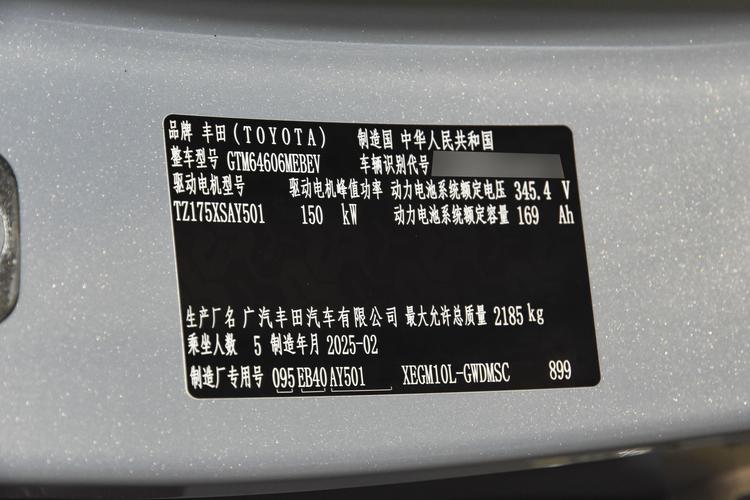 品牌 丰田(TOYOTA) 制造国 中华人民共和国
整车型号 GTM64606MEBEV 车辆识别代号
驱动电机型号 驱动电机峰值功率 动力电池系统额定电压 345.4 V
TZ175XSAY501 150 kW 动力电池系统额定容量 169 Ah
生产厂名 广汽丰田汽车有限公司 最大允许总质量 2185 kg
乘坐人数 5 制造年月 2025-02
制造厂专用号 095 EB40 AY501 XEGM10L-GWDMSC 899